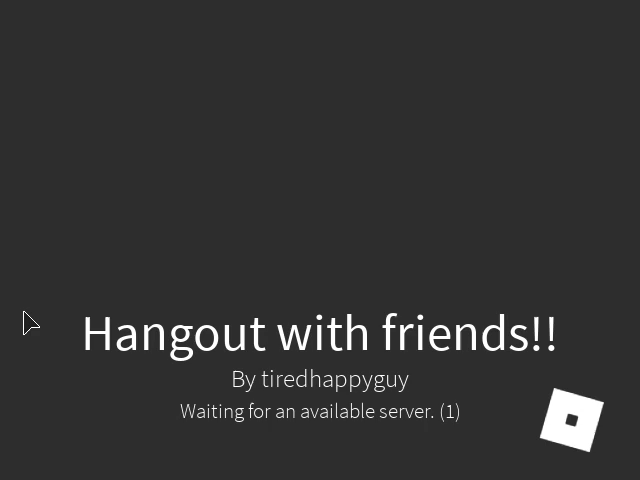 Hangout with friends!!
By tiredhappyguy
Waiting for an available server. (1)